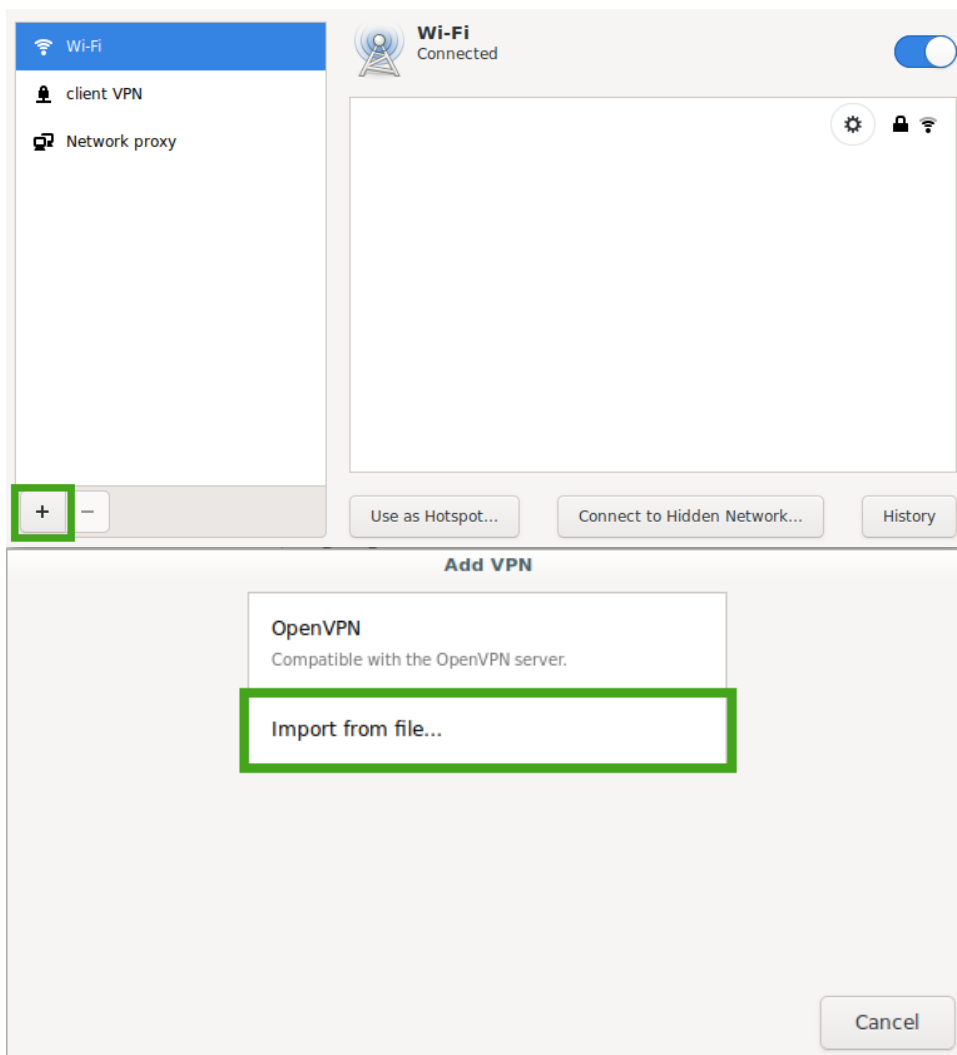 Wi-Fi
Connected
Wi-Fi
client VPN
Network proxy
+ −
Use as Hotspot...
Connect to Hidden Network...
History
Add VPN
OpenVPN
Compatible with the OpenVPN server.
Import from file...
Cancel